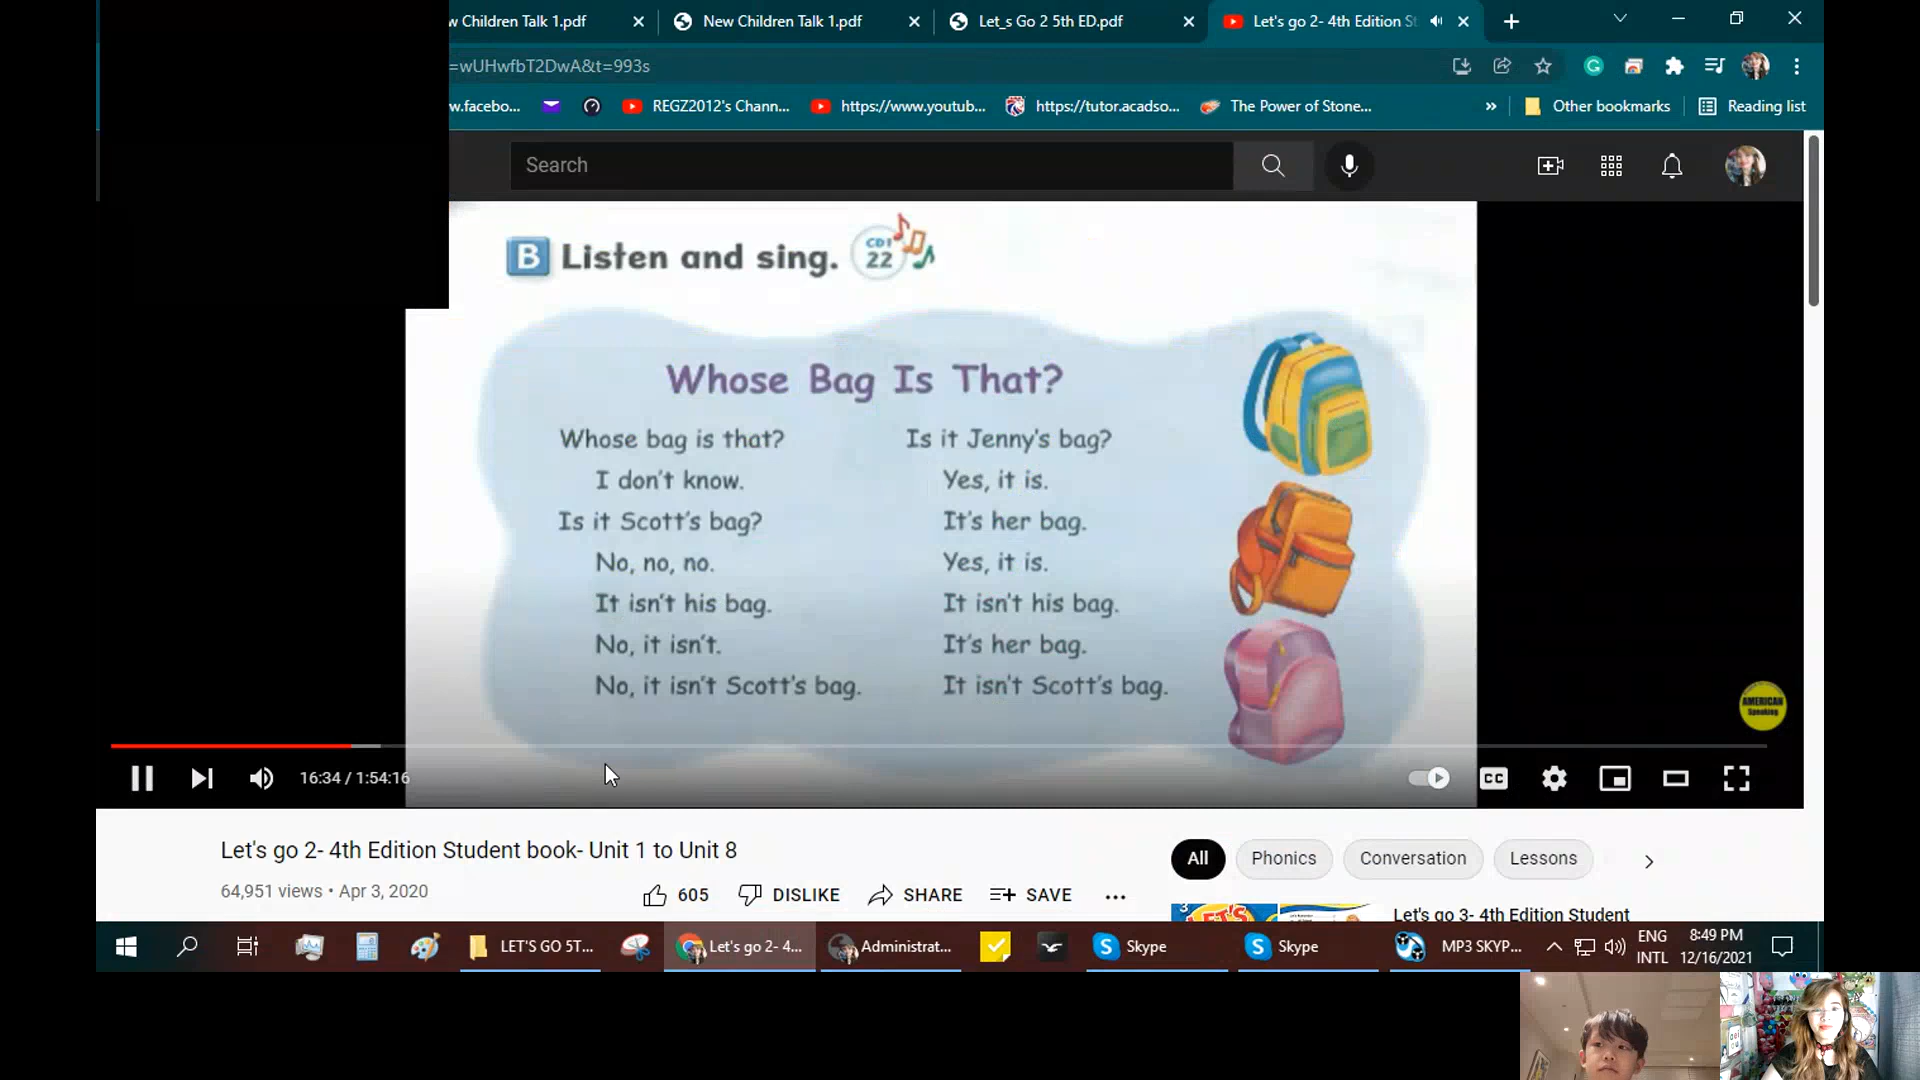 w Children Talk 1.pdf
New Children Talk 1.pdf
Let_s Go 2 5th ED.pdf
Let's go 2- 4th Edition St
=wUHwfbT2DwA&t=993s
w.facebo...
REGZ2012's Chann...
https://www.youtub...
https://tutor.acadso...
The Power of Stone...
»
Other bookmarks
Reading list
Search
B Listen and sing.
CD1
22
Whose Bag Is That?
Whose bag is that?
I don't know.
Is it Scott's bag?
No, no, no.
It isn't his bag.
No, it isn't.
No, it isn't Scott's bag.
Is it Jenny's bag?
Yes, it is.
It's her bag.
Yes, it is.
It isn't his bag.
It's her bag.
It isn't Scott's bag.
AMERICAN
Speaking
16:34 / 1:54:16
CC
Let's go 2- 4th Edition Student book- Unit 1 to Unit 8
64,951 views • Apr 3, 2020
605
DISLIKE
SHARE
SAVE
All
Phonics
Conversation
Lessons
3
LET'S
Let's go 3- 4th Edition Student
LET'S GO 5T...
Let's go 2- 4...
Administrat...
Skype
Skype
MP3 SKYP...
ENG
INTL
8:49 PM
12/16/2021